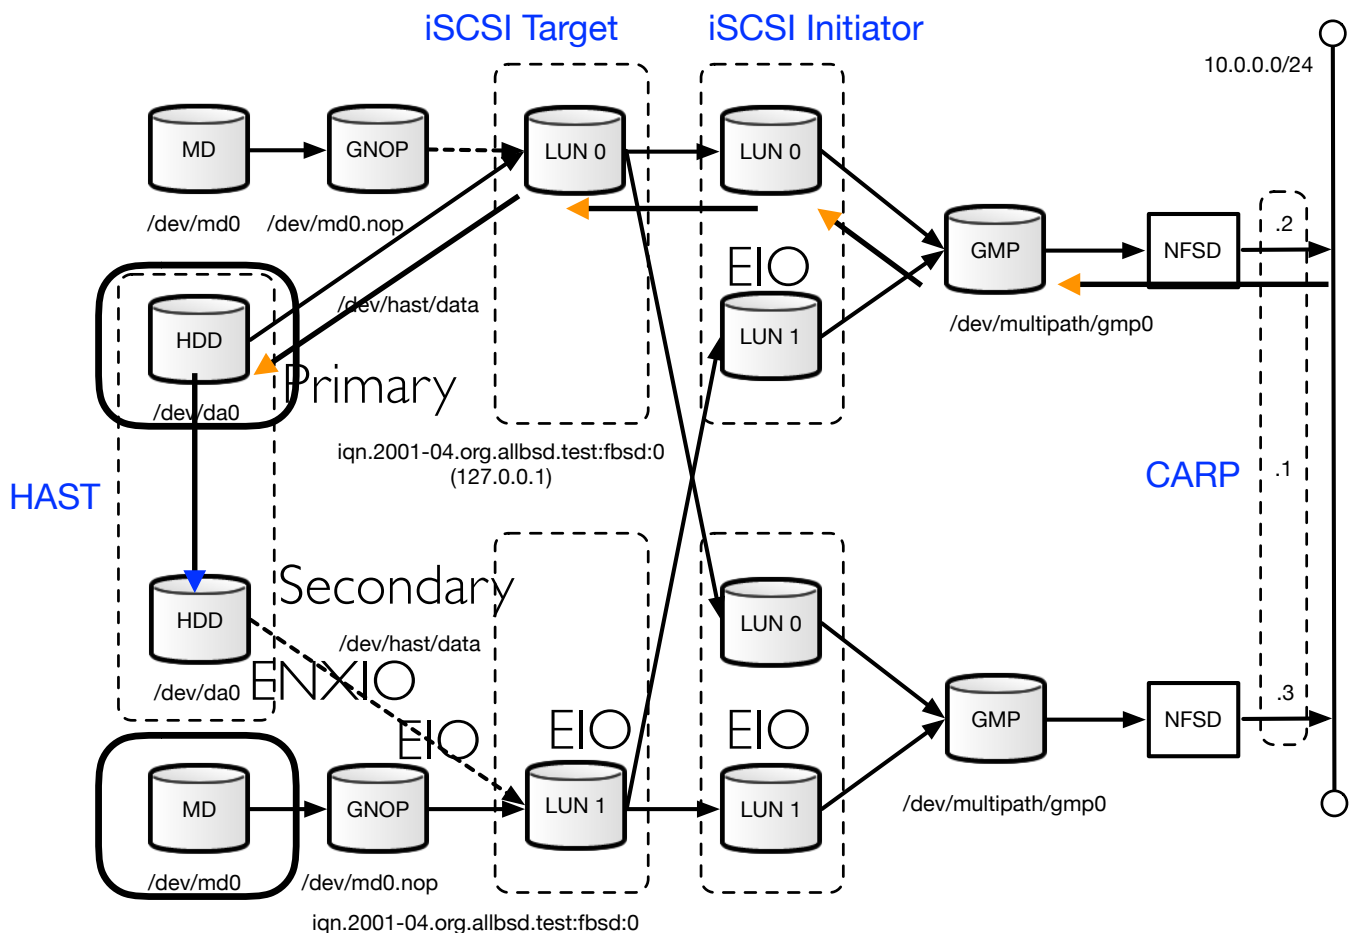 iSCSI Target
iSCSI Initiator
10.0.0.0/24
MD
GNOP
LUN 0
LUN 0
/dev/md0
/dev/md0.nop
.2
GMP
NFSD
EIO
/dev/hast/data
/dev/multipath/gmp0
HDD
LUN 1
Primary
/dev/da0
iqn.2001-04.org.allbsd.test:fbsd:0
(127.0.0.1)
HAST
CARP
.1
Secondary
HDD
LUN 0
/dev/hast/data
/dev/da0
ENXIO
.3
GMP
NFSD
EIO
EIO
EIO
MD
GNOP
LUN 1
LUN 1
/dev/multipath/gmp0
/dev/md0
/dev/md0.nop
iqn.2001-04.org.allbsd.test:fbsd:0